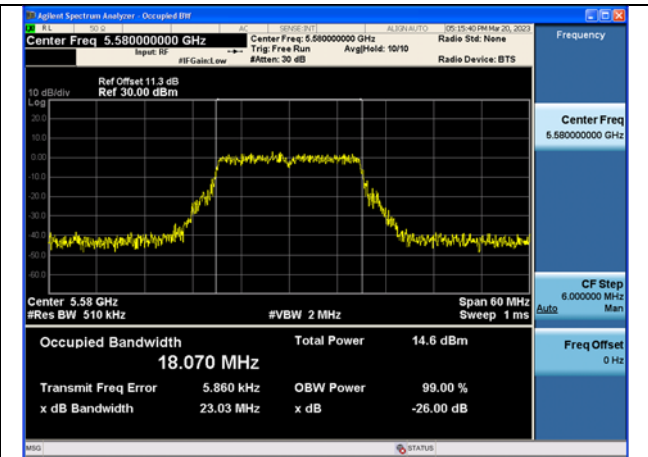 Agilent Spectrum Analyzer - Occupied BW
RL 50 Ω AC SENSE:INT ALIGNAUTO 05:15:40 PM Mar 20, 2023
Center Freq 5.580000000 GHz
Center Freq: 5.580000000 GHz
Radio Std: None
Input: RF
Trig: Free Run
Avg|Hold: 10/10
#IFGain:Low
#Atten: 30 dB
Radio Device: BTS
Frequency
Ref Offset 11.3 dB
10 dB/div Ref 30.00 dBm
Log
20.0
10.0
0.00
-10.0
-20.0
-30.0
-40.0
-50.0
-60.0
Center Freq
5.580000000 GHz
Center 5.58 GHz Span 60 MHz
#Res BW 510 kHz #VBW 2 MHz Sweep 1 ms
CF Step
6.000000 MHz
Auto Man
Occupied Bandwidth Total Power 14.6 dBm
18.070 MHz
Transmit Freq Error 5.860 kHz OBW Power 99.00 %
x dB Bandwidth 23.03 MHz x dB -26.00 dB
Freq Offset
0 Hz
MSG STATUS